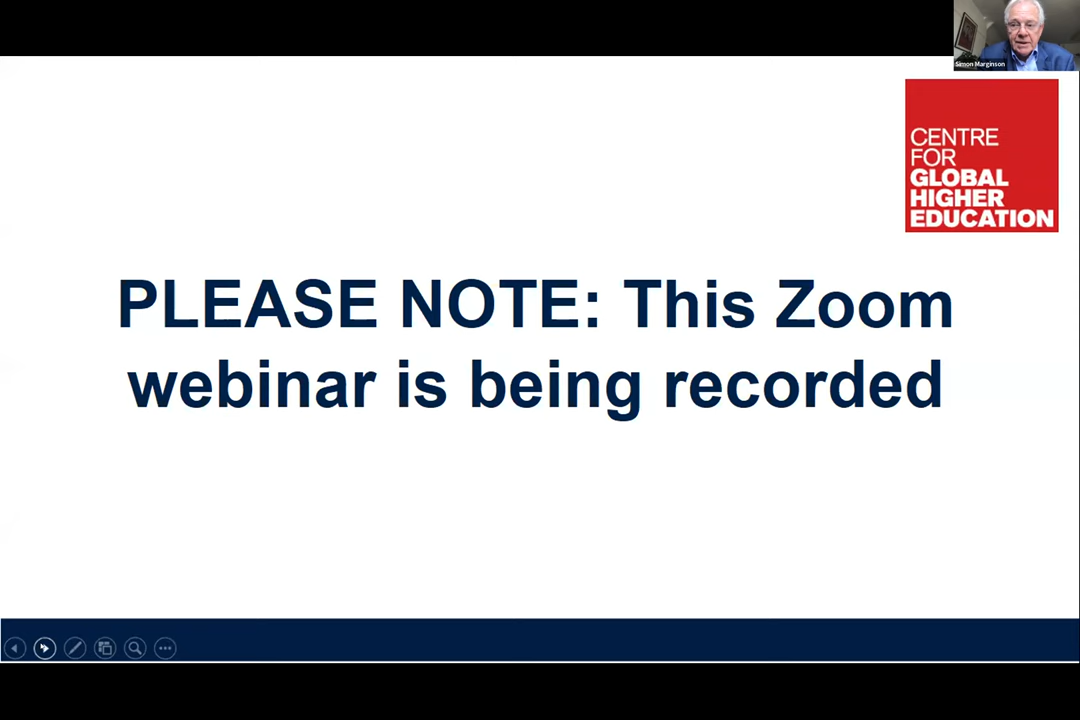 Simon Marginson
CENTRE
FOR
GLOBAL
HIGHER
EDUCATION
PLEASE NOTE: This Zoom
webinar is being recorded